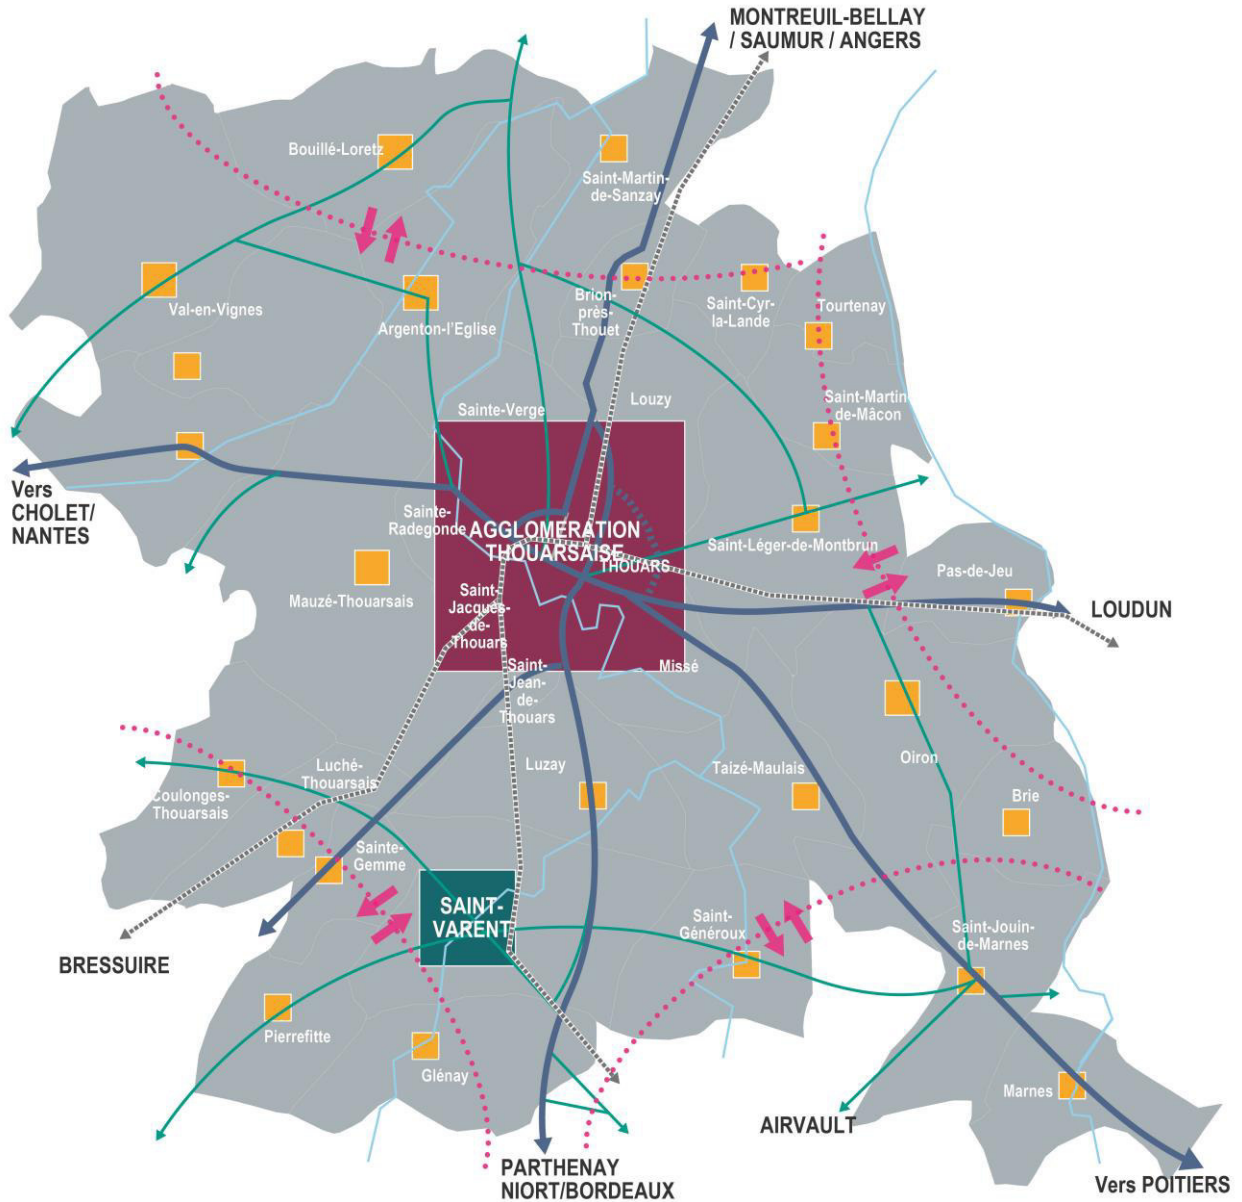 MONTREUIL-BELLAY
/ SAUMUR / ANGERS
Bouillé-Loretz
Saint-Martin-
de-Sanzay
Val-en-Vignes
Argenton-l'Eglise
Brion-
près-
Thouet
Saint-Cyr-
la-Lande
Tourtenay
Saint-Martin
de-Mâcon
Sainte-Verge
Louzy
Vers
CHOLET/
NANTES
Sainte-
Radegonde
AGGLOMÉRATION
THOUARSAISE
THOUARS
Saint-Léger-de-Montbrun
Pas-de-Jeu
LOUDUN
Mauzé-Thouarsais
Saint-
Jacques-
de-
Thouars
Saint-
Jean-
de-
Thouars
Missé
Oiron
Luché-
Thouarsais
Luzay
Taizé-Maulais
Brie
Coulonges-
Thouarsais
Sainte-
Gemme
SAINT-
VARENT
Saint-
Généroux
Saint-Jouin-
de-Marnes
BRESSUIRE
Pierrefitte
Glénay
Marnes
AIRVAULT
PARTHENAY
NIORT/BORDEAUX
Vers POITIERS